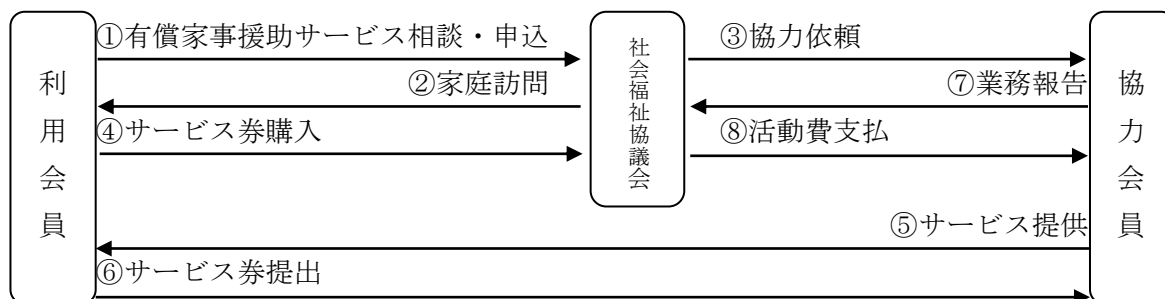 利用会員
①有償家事援助サービス相談・申込
②家庭訪問
④サービス券購入
社会福祉協議会
③協力依頼
⑦業務報告
⑧活動費支払
協力会員
⑤サービス提供
⑥サービス券提出